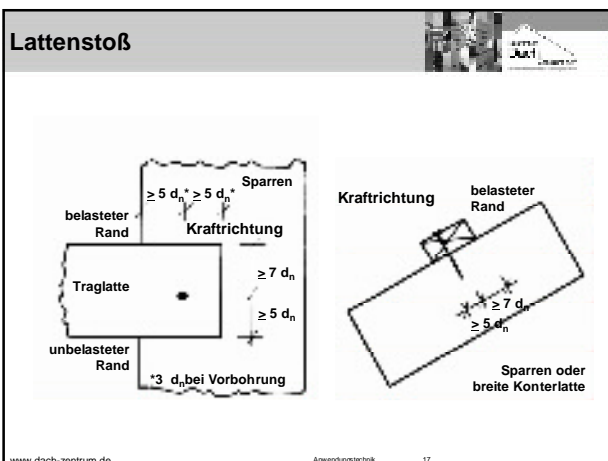 Lattenstoß
Sparren
≥ 5 dn* ≥ 5 dn*
belasteter
Rand
Kraftrichtung
Traglatte
≥ 7 dn
≥ 5 dn
unbelasteter
Rand
*3 dn bei Vorbohrung
Kraftrichtung
belasteter
Rand
≥ 7 dn
≥ 5 dn
Sparren oder
breite Konterlatte
www.dach-zentrum.de
Anwendungstechnik
17